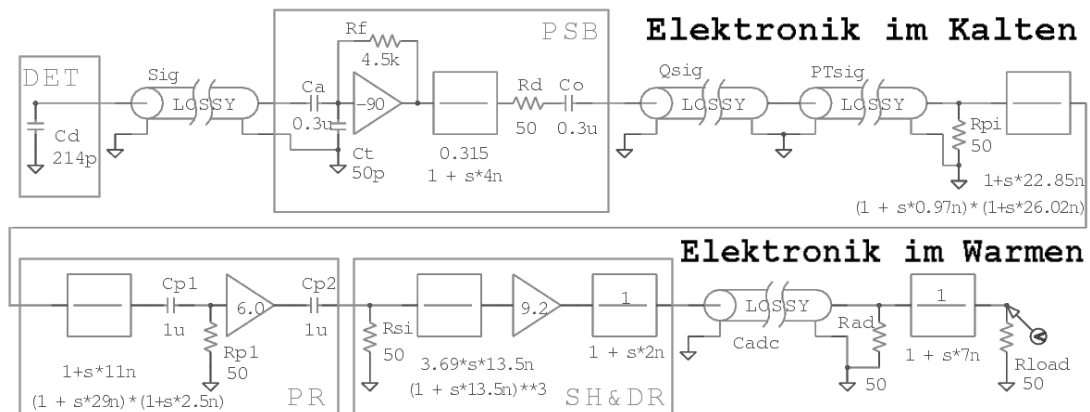 Elektronik im Kalten
DET
Cd
214p
Sig
LOSSY
PSB
Rf
4.5k
Ca
0.3u
-90
Ct
50p
0.315
1 + s*4n
Rd
50
Co
0.3u
Qsig
LOSSY
PTsig
LOSSY
Rpi
50
1+s*22.85n
(1 + s*0.97n)*(1+s*26.02n)
Elektronik im Warmen
1+s*11n
(1 + s*29n)*(1+s*2.5n)
Cp1
1u
Rp1
50
6.0
Cp2
1u
PR
Rsi
50
3.69*s*13.5n
(1 + s*13.5n)**3
9.2
1
1 + s*2n
SH&DR
LOSSY
Cadc
Rad
50
1
1 + s*7n
V
Rload
50